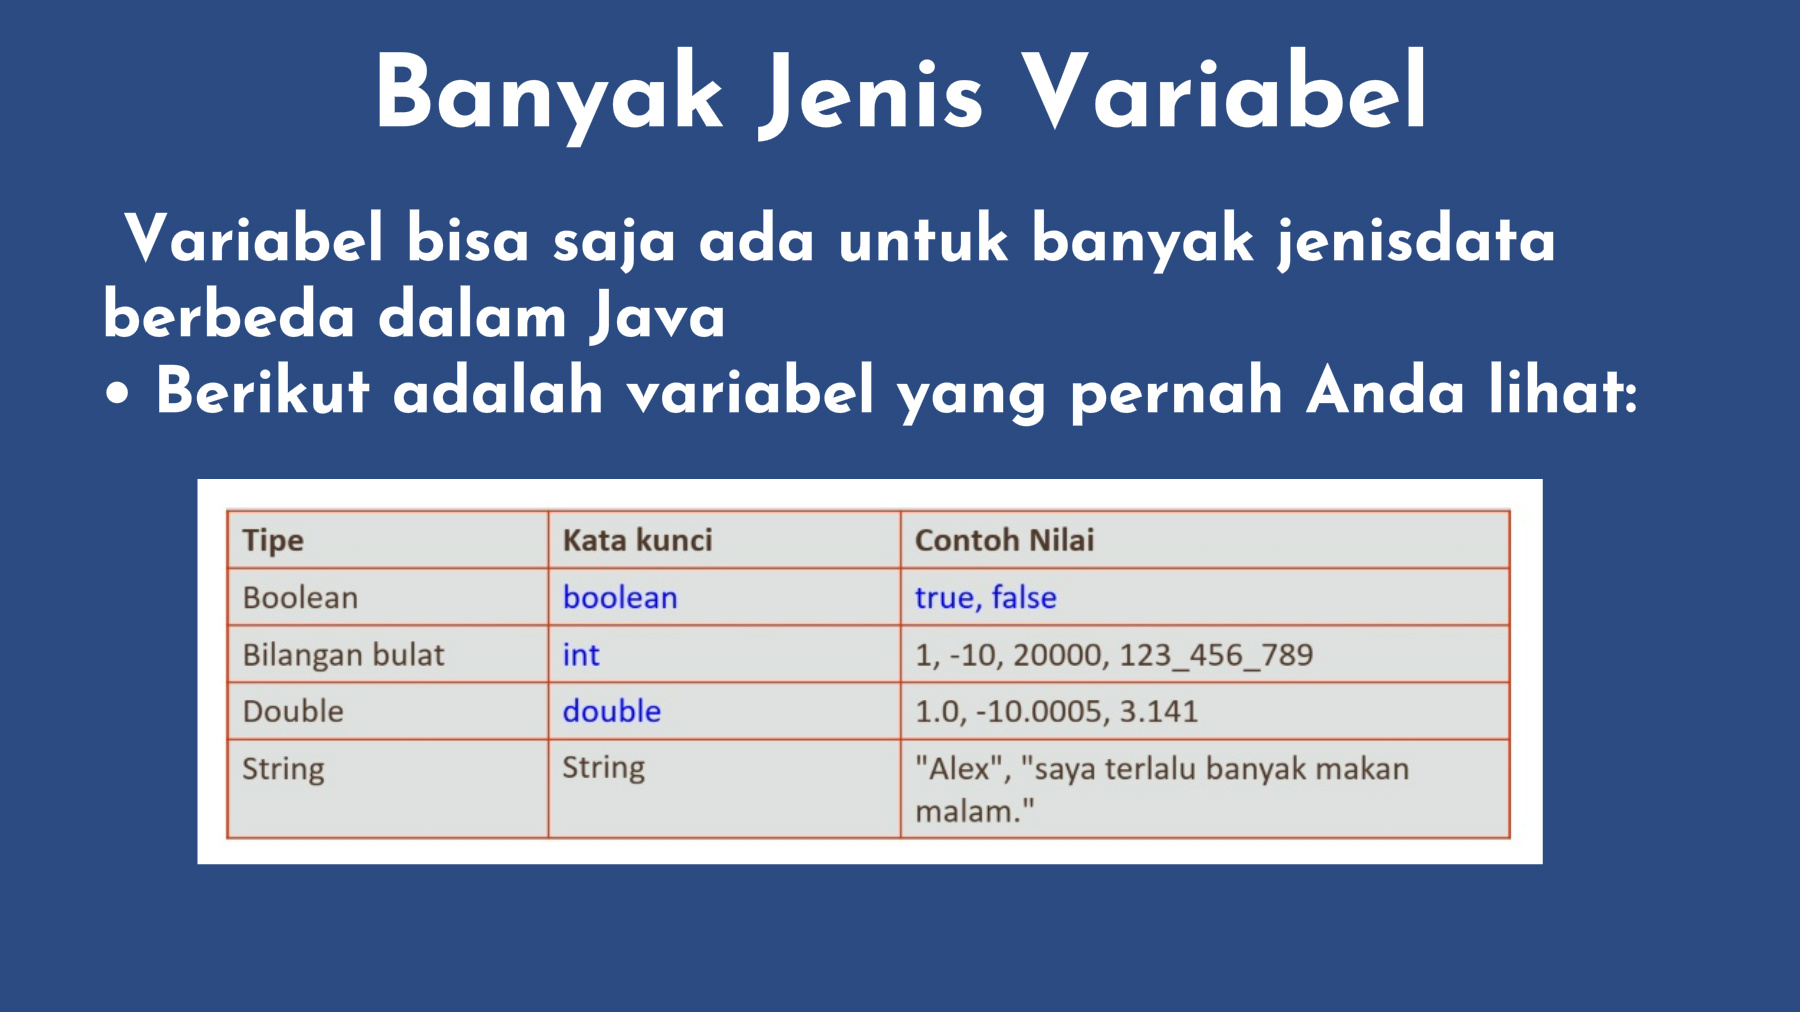 Banyak Jenis Variabel
Variabel bisa saja ada untuk banyak jenisdata
berbeda dalam Java
• Berikut adalah variabel yang pernah Anda lihat:
Tipe Kata kunci Contoh Nilai
Boolean boolean true, false
Bilangan bulat int 1, -10, 20000, 123_456_789
Double double 1.0, -10.0005, 3.141
String String "Alex", "saya terlalu banyak makan
malam."